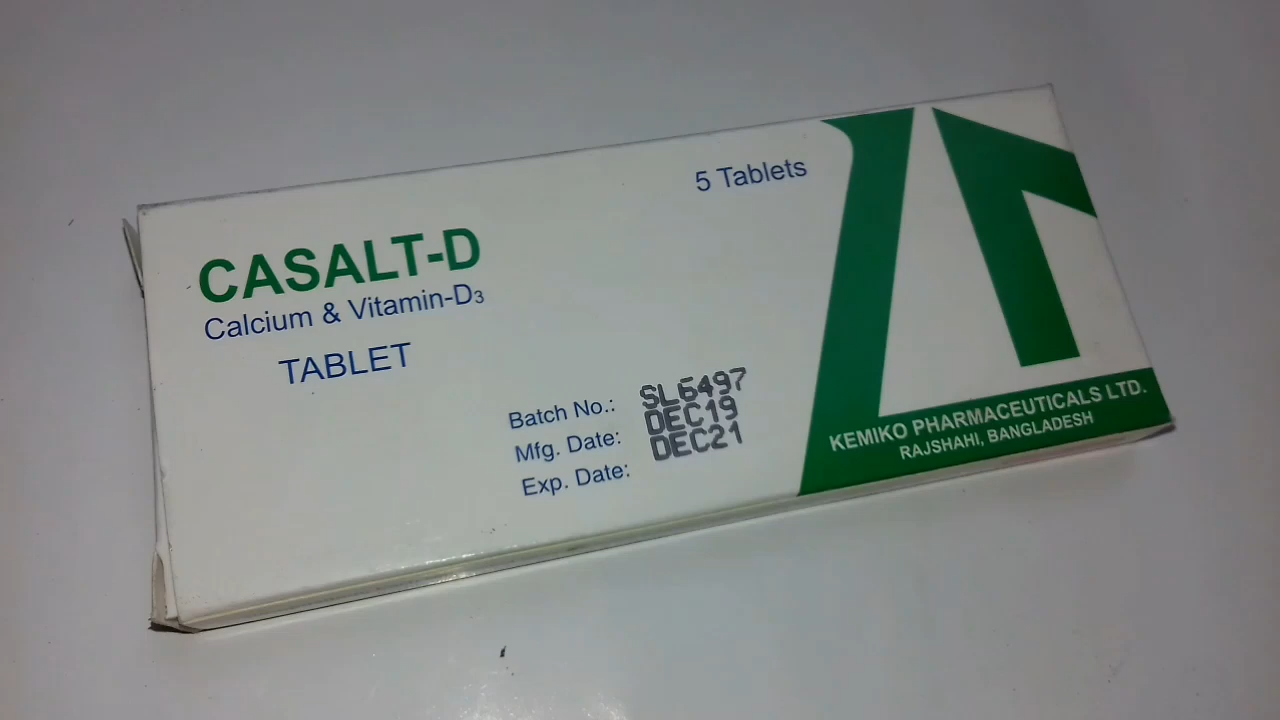 5 Tablets
CASALT-D
Calcium & Vitamin-D₃
TABLET
Batch No.: SL6497
Mfg. Date: DEC19
Exp. Date: DEC21
KEMIKO PHARMACEUTICALS LTD.
RAJSHAHI, BANGLADESH